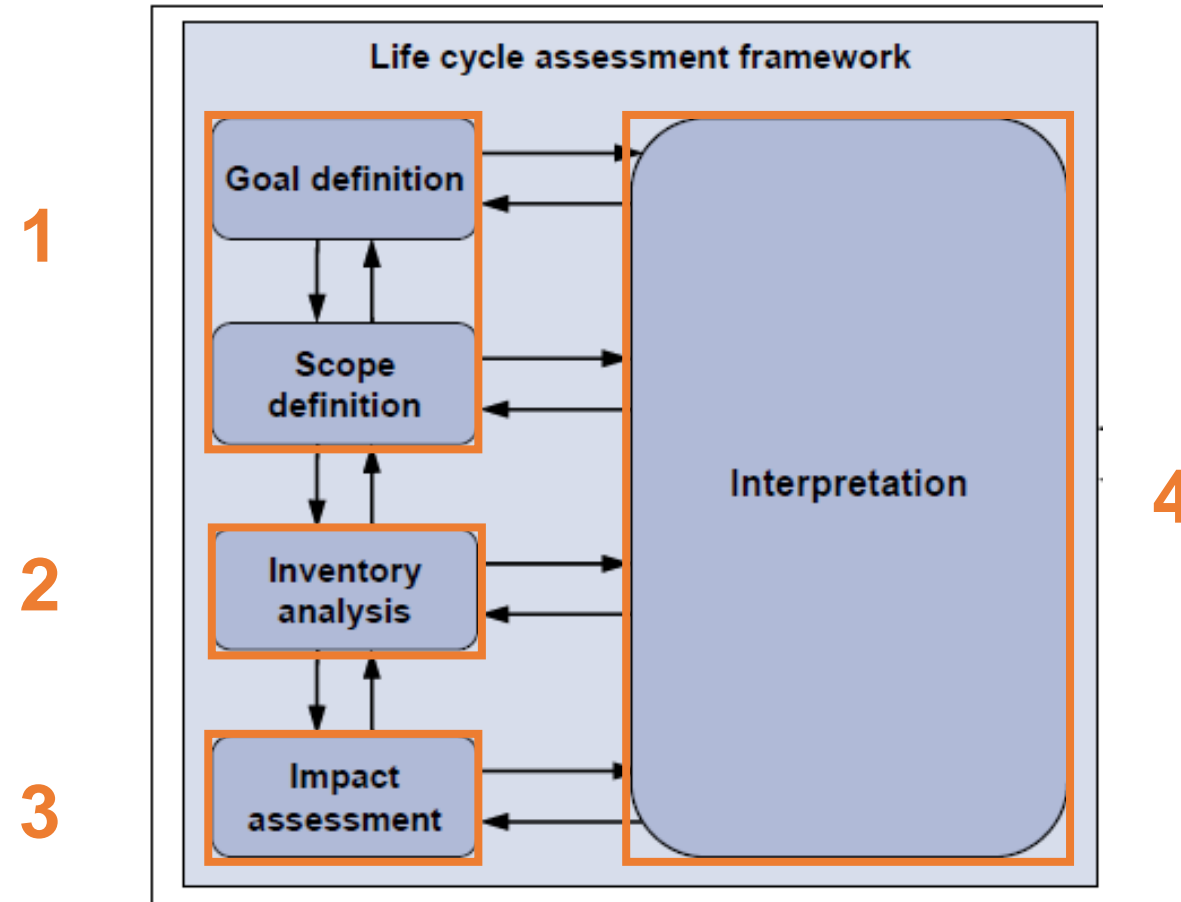 Life cycle assessment framework
Goal definition
1
Scope
definition
Interpretation
4
Inventory
analysis
2
Impact
assessment
3